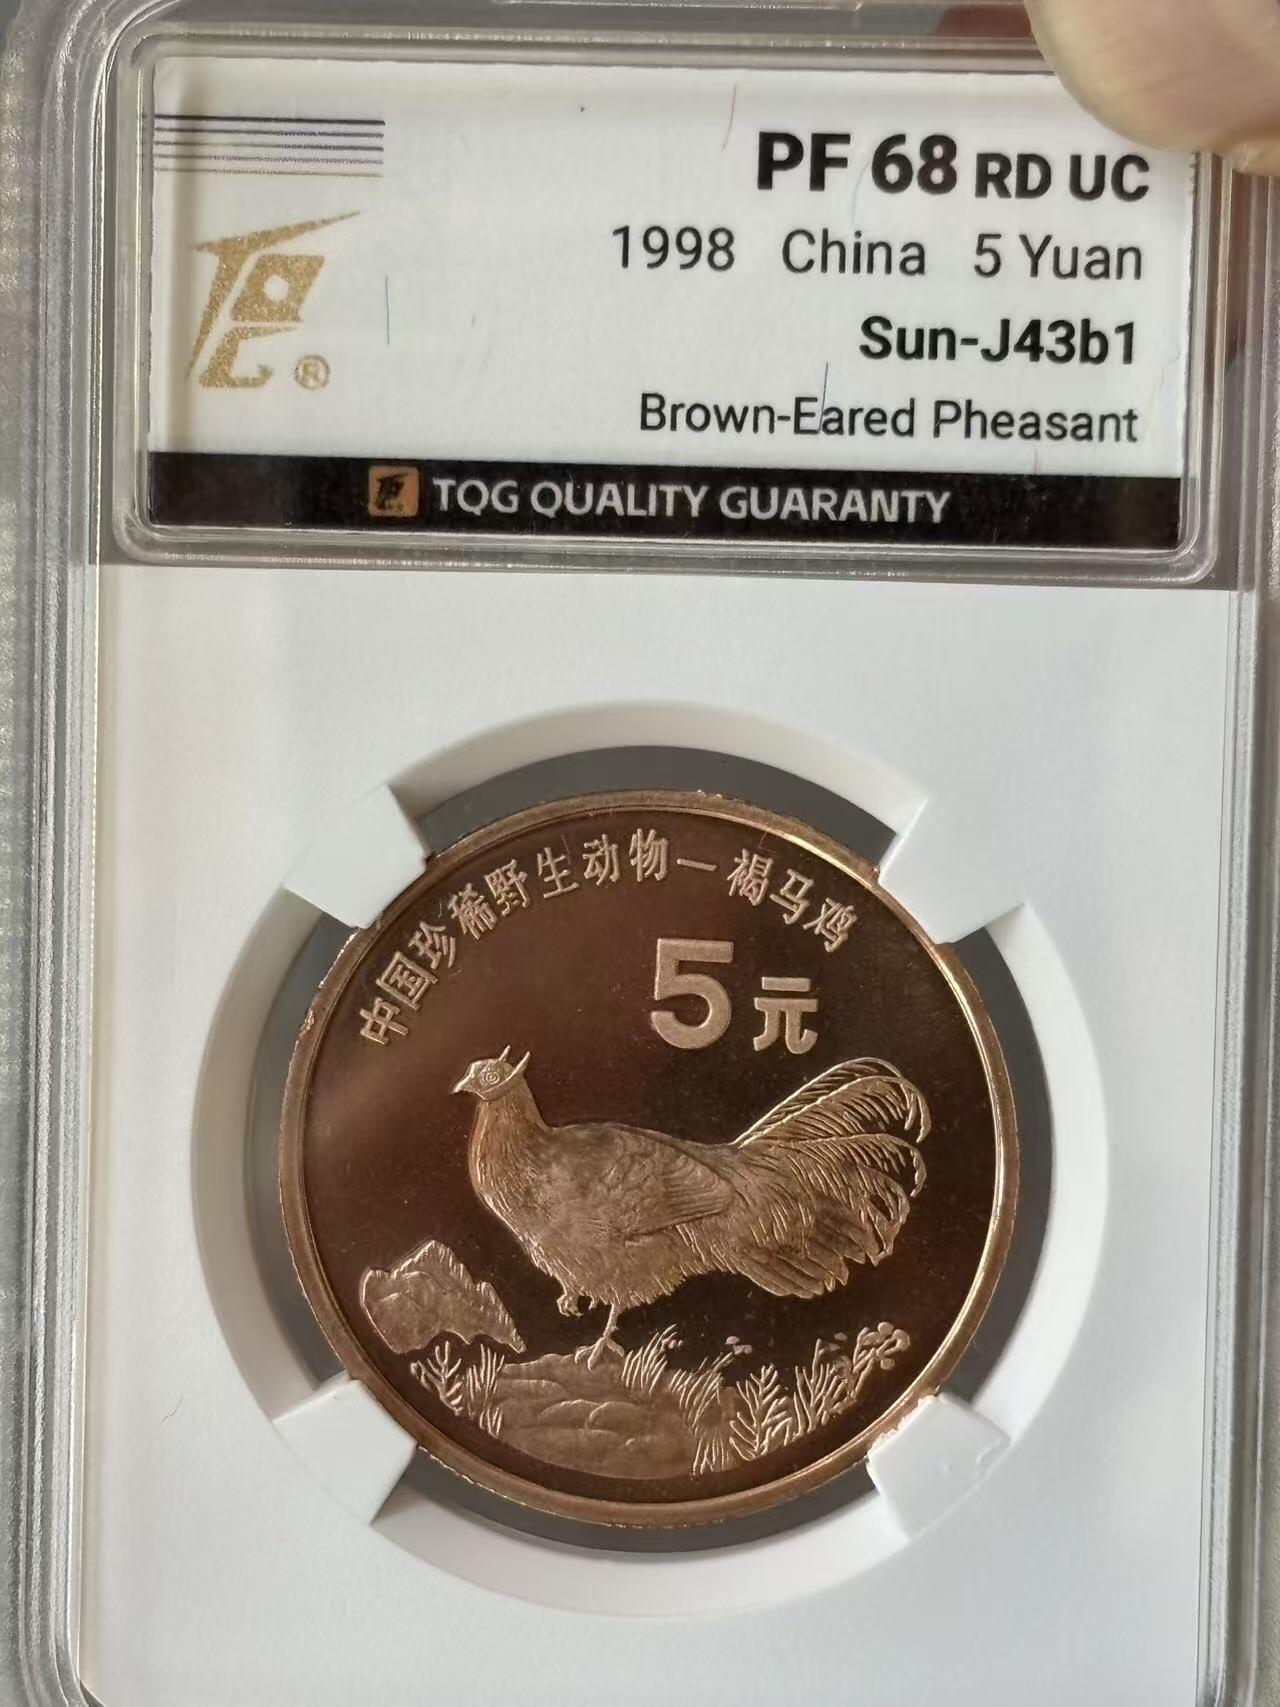 PF 68 RD UC
1998 China 5 Yuan
Sun-J43b1
Brown-Eared Pheasant
®
TQG QUALITY GUARANTY
中国珍稀野生动物—褐马鸡
5元